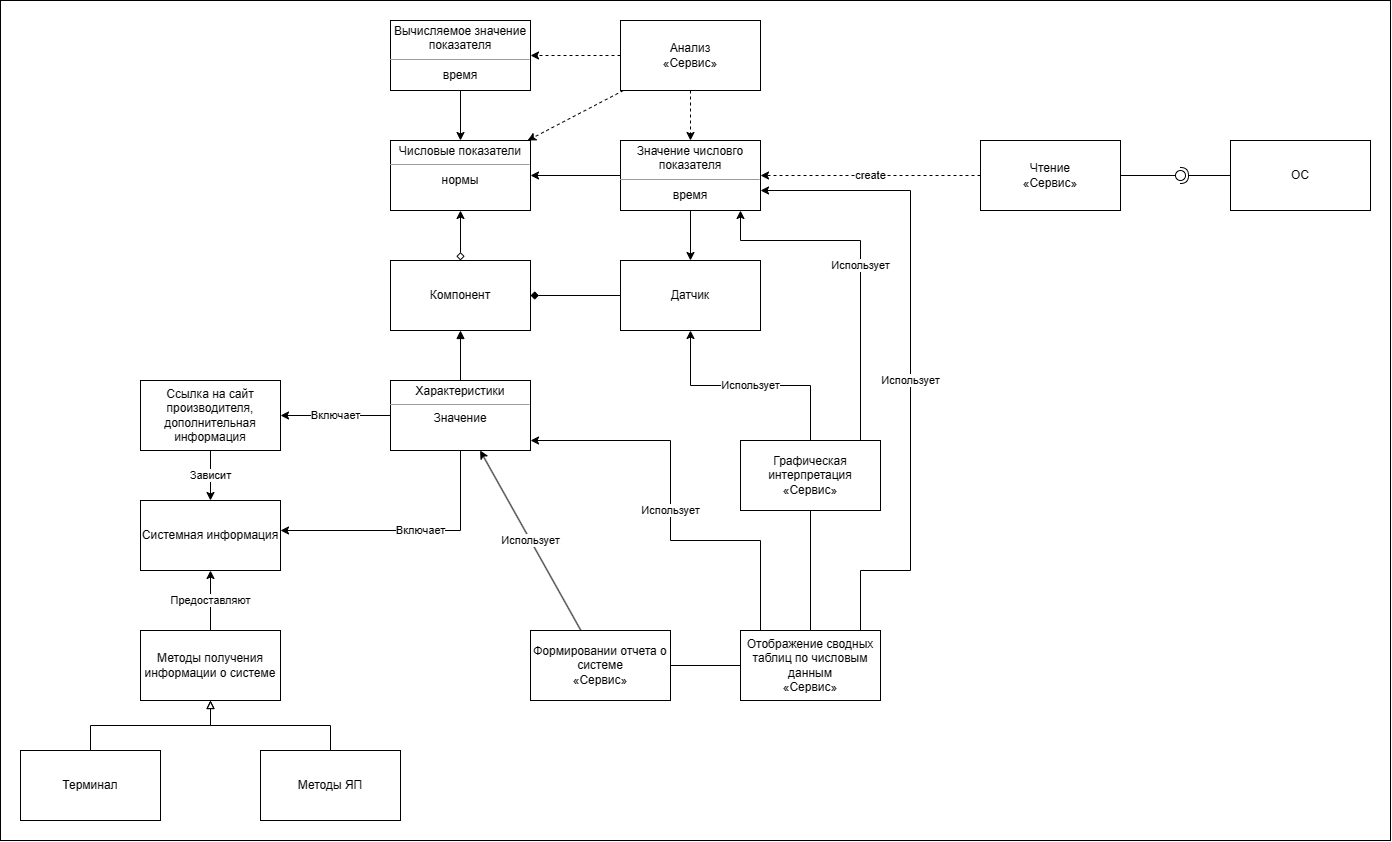 Вычисляемое значение
показателя
время
Анализ
«Сервис»
Числовые показатели
нормы
Значение числовго
показателя
время
create
Чтение
«Сервис»
ОС
Использует
Компонент
Датчик
Использует
Использует
Ссылка на сайт
производителя,
дополнительная
информация
Включает
Характеристики
Значение
Зависит
Графическая
интерпретация
«Сервис»
Использует
Системная информация
Включает
Использует
Предоставляют
Методы получения
информации о системе
Формировании отчета о
системе
«Сервис»
Отображение сводных
таблиц по числовым
данным
«Сервис»
Терминал
Методы ЯП